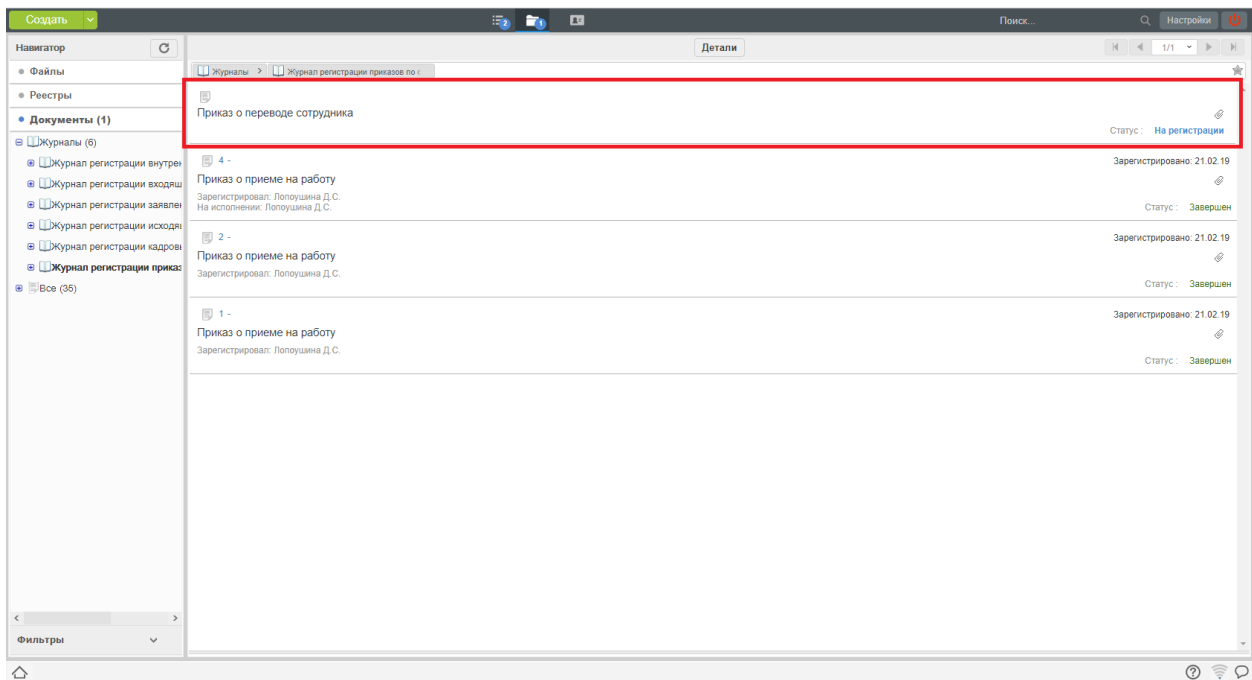 Создать
2
1
Поиск...
Настройки
Навигатор
Детали
1/1
Файлы
Реестры
Документы (1)
Журналы (6)
Журнал регистрации внутрен
Журнал регистрации входящ
Журнал регистрации заявлен
Журнал регистрации исходя
Журнал регистрации кадров
Журнал регистрации приказ
Все (35)
Фильтры
Журналы > Журнал регистрации приказов по
Приказ о переводе сотрудника
Статус : На регистрации
4 - Зарегистрировано: 21.02.19
Приказ о приеме на работу
Зарегистрировал: Лопоушина Д.С.
На исполнении: Лопоушина Д.С.
Статус : Завершен
2 - Зарегистрировано: 21.02.19
Приказ о приеме на работу
Зарегистрировал: Лопоушина Д.С.
Статус : Завершен
1 - Зарегистрировано: 21.02.19
Приказ о приеме на работу
Зарегистрировал: Лопоушина Д.С.
Статус : Завершен